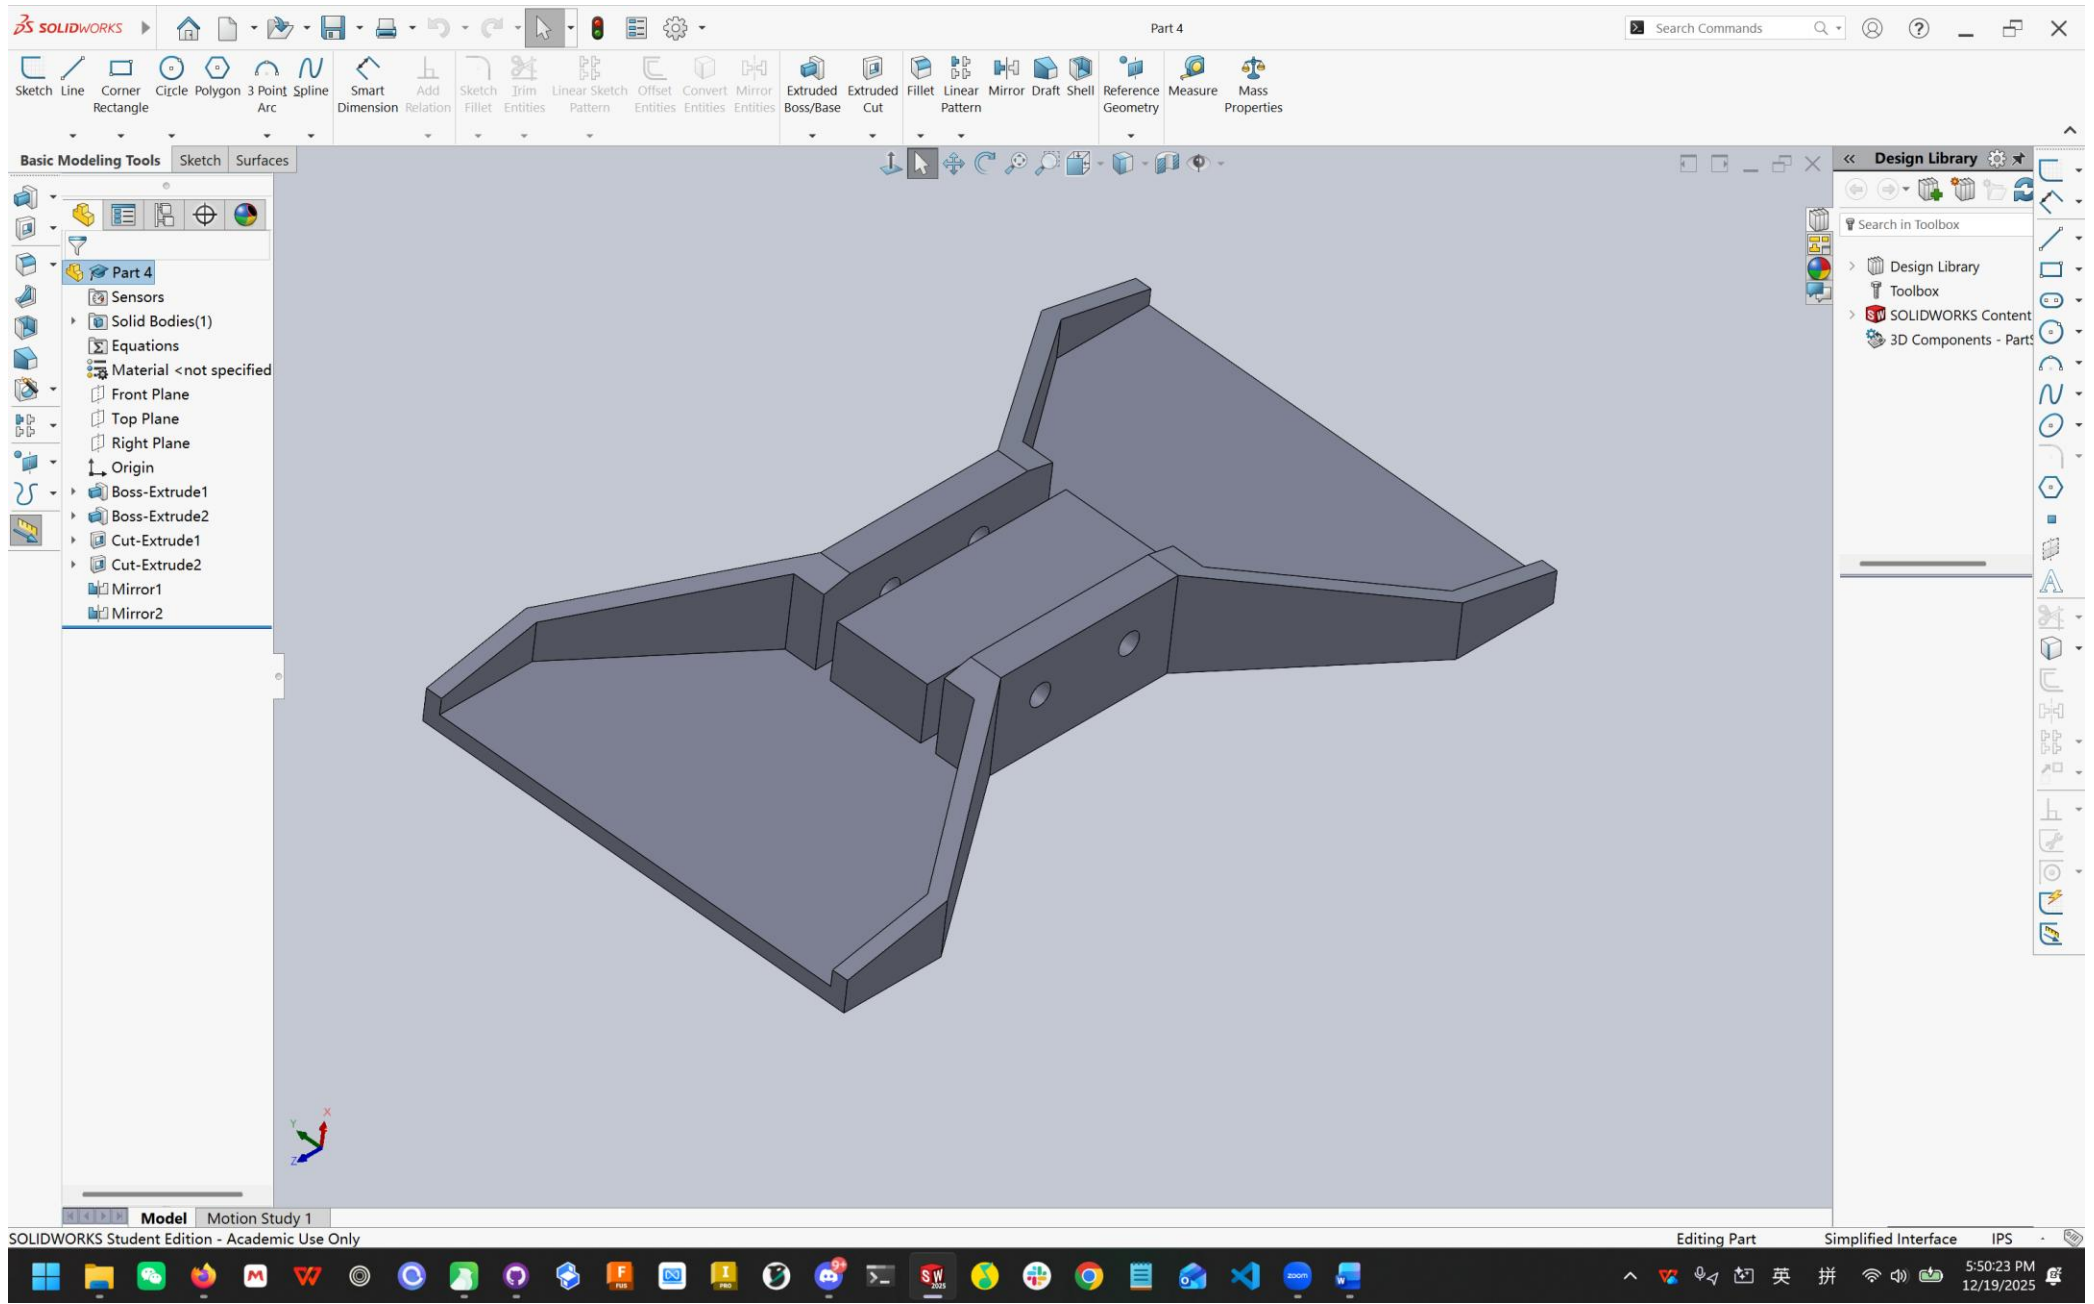 SOLIDWORKS
Part 4
Search Commands
Sketch Line Corner Rectangle Circle Polygon 3 Point Arc Spline Smart Dimension Add Relation Sketch Fillet Trim Entities Linear Sketch Pattern Offset Entities Convert Entities Mirror Entities Extruded Boss/Base Extruded Cut Fillet Linear Pattern Mirror Draft Shell Reference Geometry Measure Mass Properties
Basic Modeling Tools Sketch Surfaces
Design Library
Search in Toolbox
Part 4
Sensors
Solid Bodies(1)
Equations
Material <not specified
Front Plane
Top Plane
Right Plane
Origin
Boss-Extrude1
Boss-Extrude2
Cut-Extrude1
Cut-Extrude2
Mirror1
Mirror2
Design Library
Toolbox
SOLIDWORKS Content
3D Components - Part
X
Y
Z
Model Motion Study 1
SOLIDWORKS Student Edition - Academic Use Only
Editing Part Simplified Interface IPS
英 拼
5:50:23 PM
12/19/2025